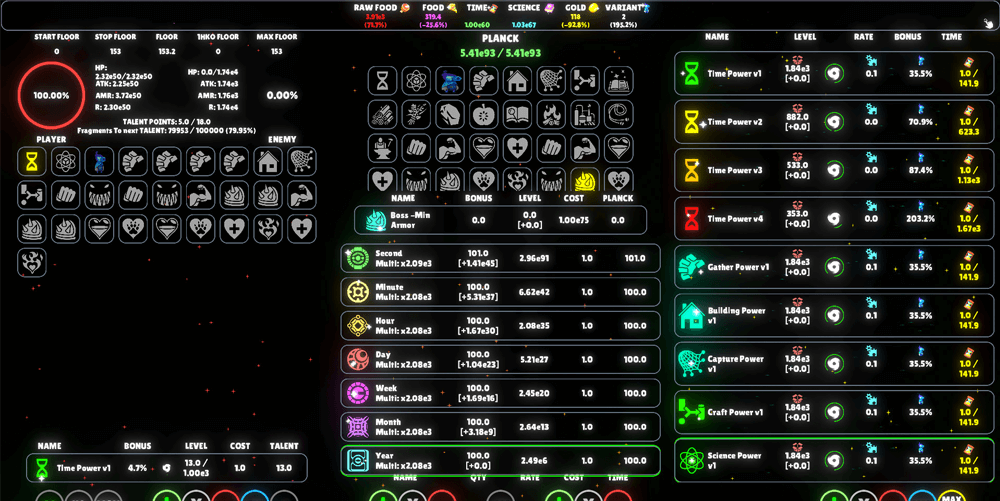 RAW FOOD FOOD TIME+ SCIENCE GOLD VARIANT
3.91e3 319.4 1.00e60 1.03e67 118 2
(71.7%) (-25.6%) (-92.8%) (195.2%)
START FLOOR STOP FLOOR FLOOR 1HKO FLOOR MAX FLOOR
0 153 153.2 0 153
100.00%
HP:
2.32e50/2.32e50
ATK: 2.25e50
AMR: 3.72e50
R: 2.30e50
HP: 0.0/1.74e4
ATK: 1.74e3
AMR: 1.76e3
R: 1.74e4
0.00%
TALENT POINTS: 5.0 / 18.0
Fragments To next TALENT: 79953 / 100000 (79.95%)
PLAYER ENEMY
NAME BONUS LEVEL COST TALENT
Time Power v1 4.7% 13.0 / 1.00e3 1.0 13.0
PLANCK
5.41e93 / 5.41e93
NAME BONUS LEVEL COST PLANCK
Boss -Min Armor 0.0 0.0 [+0.0] 1.00e75 0.0
Second 101.0 2.96e91 1.0 101.0
Multi: x2.09e3 [+1.41e45]
Minute 100.0 6.62e42 1.0 100.0
Multi: x2.08e3 [+5.31e37]
Hour 100.0 2.08e35 1.0 100.0
Multi: x2.08e3 [+1.67e30]
Day 100.0 5.21e27 1.0 100.0
Multi: x2.08e3 [+1.04e23]
Week 100.0 2.45e20 1.0 100.0
Multi: x2.08e3 [+1.69e16]
Month 100.0 2.64e13 1.0 100.0
Multi: x2.08e3 [+3.18e9]
Year 100.0 2.49e6 1.0 100.0
Multi: x2.08e3 [+0.0]
NAME QTY RATE COST TIME
NAME LEVEL RATE BONUS TIME
Time Power v1 1.84e3 [+0.0] 0.1 35.5% 1.0 / 141.9
Time Power v2 882.0 [+0.0] 0.0 70.9% 1.0 / 623.3
Time Power v3 533.0 [+0.0] 0.0 87.4% 1.0 / 1.13e3
Time Power v4 353.0 [+0.0] 0.0 203.2% 1.0 / 1.67e3
Gather Power v1 1.84e3 [+0.0] 0.1 35.5% 1.0 / 141.9
Building Power v1 1.84e3 [+0.0] 0.1 35.5% 1.0 / 141.9
Capture Power v1 1.84e3 [+0.0] 0.1 35.5% 1.0 / 141.9
Craft Power v1 1.84e3 [+0.0] 0.1 35.5% 1.0 / 141.9
Science Power v1 1.84e3 [+0.0] 0.1 35.5% 1.0 / 141.9
MAX